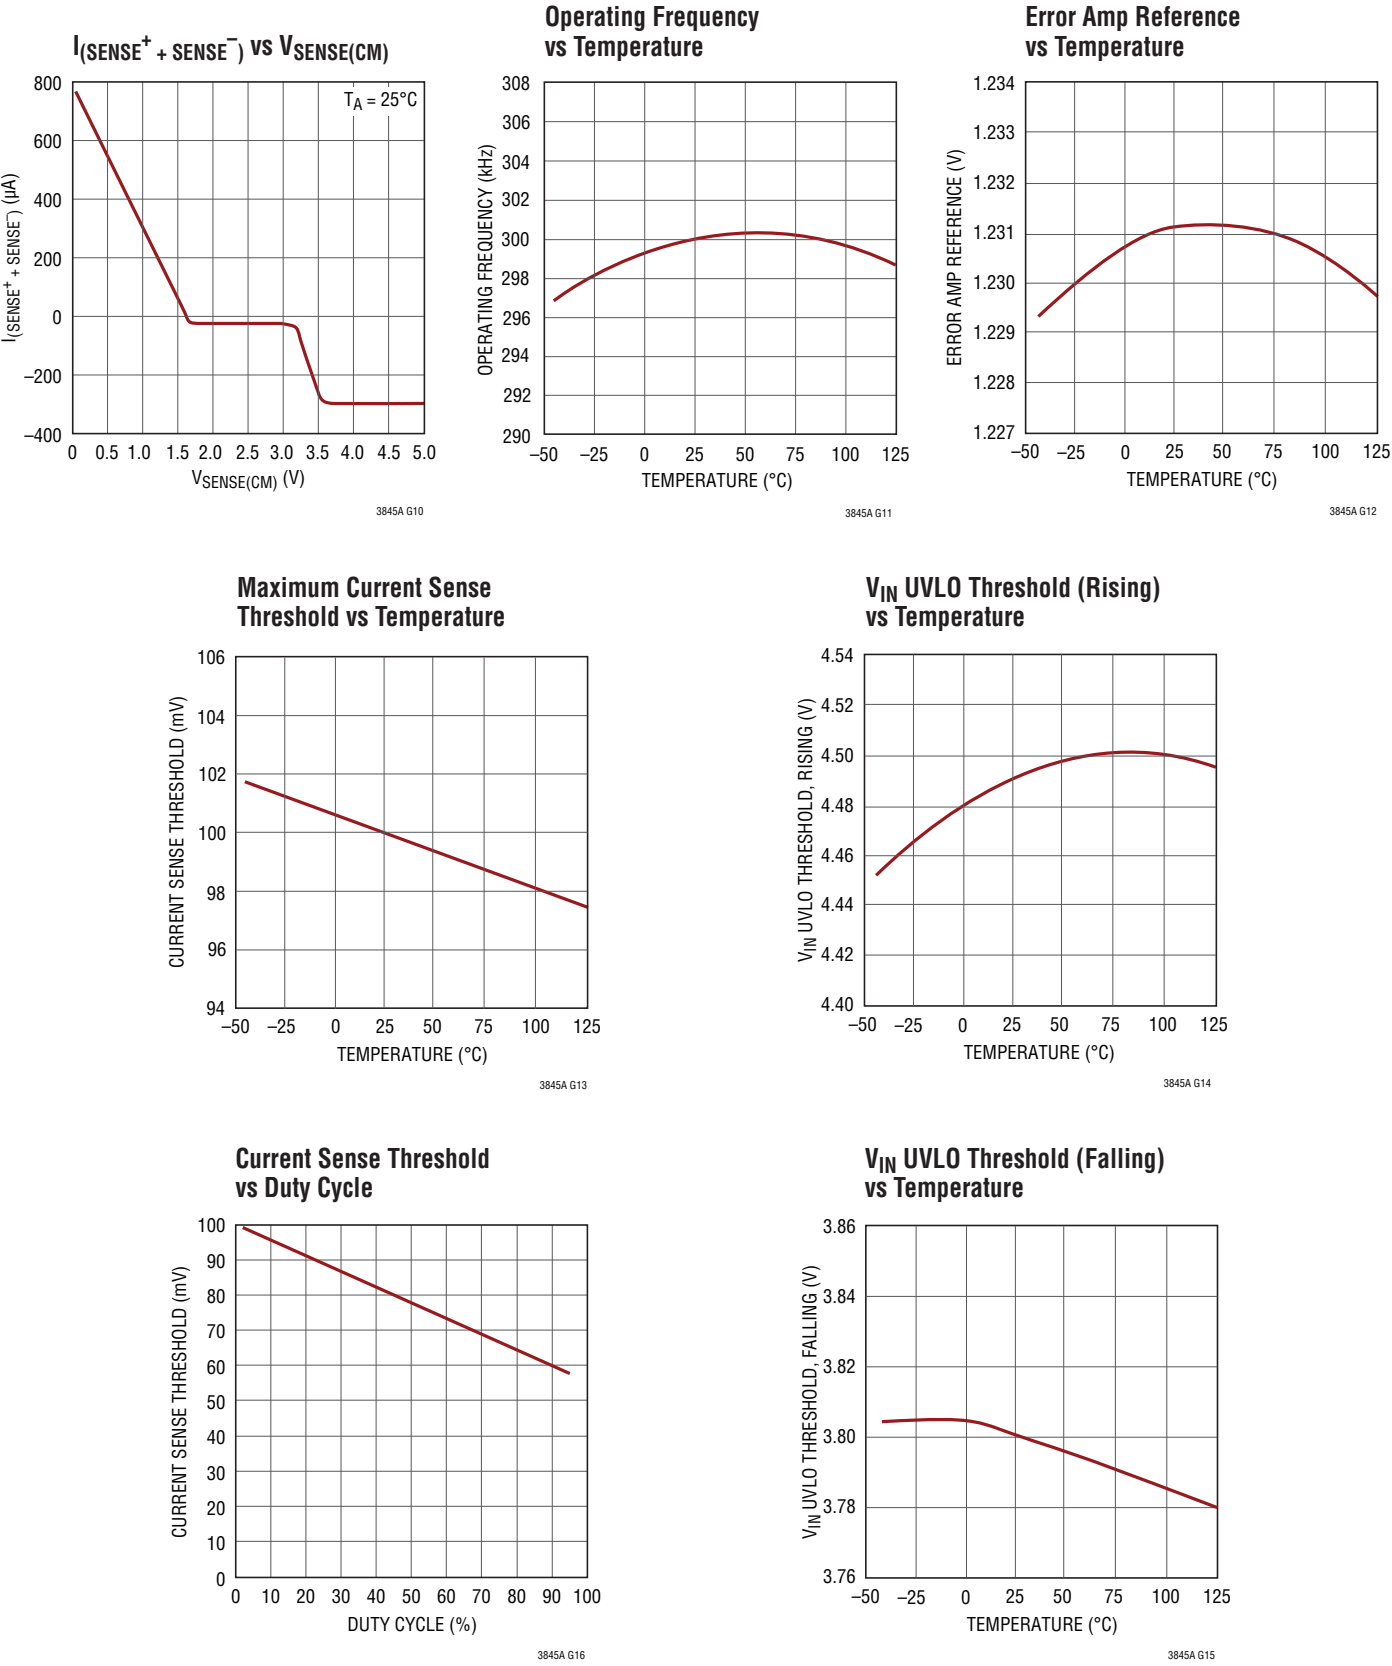 I(SENSE+ + SENSE–) vs VSENSE(CM)
800
600
400
200
0
–200
–400
I(SENSE+ + SENSE–) (µA)
TA = 25°C
0 0.5 1.0 1.5 2.0 2.5 3.0 3.5 4.0 4.5 5.0
VSENSE(CM) (V)
3845A G10
Operating Frequency
vs Temperature
308
306
304
302
300
298
296
294
292
290
OPERATING FREQUENCY (kHz)
–50 –25 0 25 50 75 100 125
TEMPERATURE (°C)
3845A G11
Error Amp Reference
vs Temperature
1.234
1.233
1.232
1.231
1.230
1.229
1.228
1.227
ERROR AMP REFERENCE (V)
–50 –25 0 25 50 75 100 125
TEMPERATURE (°C)
3845A G12
Maximum Current Sense
Threshold vs Temperature
106
104
102
100
98
96
94
CURRENT SENSE THRESHOLD (mV)
–50 –25 0 25 50 75 100 125
TEMPERATURE (°C)
3845A G13
VIN UVLO Threshold (Rising)
vs Temperature
4.54
4.52
4.50
4.48
4.46
4.44
4.42
4.40
VIN UVLO THRESHOLD, RISING (V)
–50 –25 0 25 50 75 100 125
TEMPERATURE (°C)
3845A G14
Current Sense Threshold
vs Duty Cycle
100
90
80
70
60
50
40
30
20
10
0
CURRENT SENSE THRESHOLD (mV)
0 10 20 30 40 50 60 70 80 90 100
DUTY CYCLE (%)
3845A G16
VIN UVLO Threshold (Falling)
vs Temperature
3.86
3.84
3.82
3.80
3.78
3.76
VIN UVLO THRESHOLD, FALLING (V)
–50 –25 0 25 50 75 100 125
TEMPERATURE (°C)
3845A G15